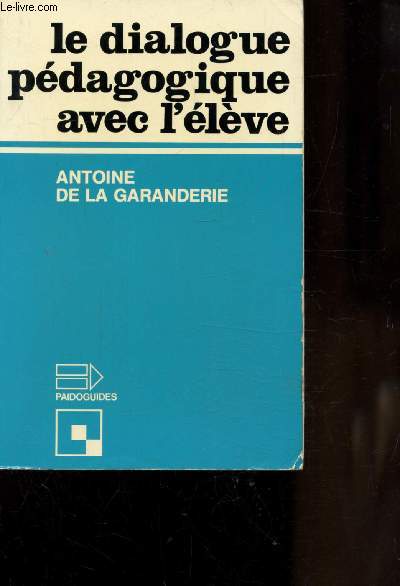 Le-livre.com
le dialogue
pédagogique
avec l'élève
ANTOINE
DE LA GARANDERIE
PAIDOGUIDES